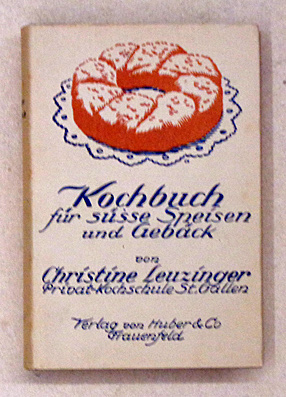 Kochbuch
für süsse Speisen
und Gebäck
von
Christine Leuzinger
Privat-Kochschule St. Gallen
Verlag von Huber & Co
Frauenfeld